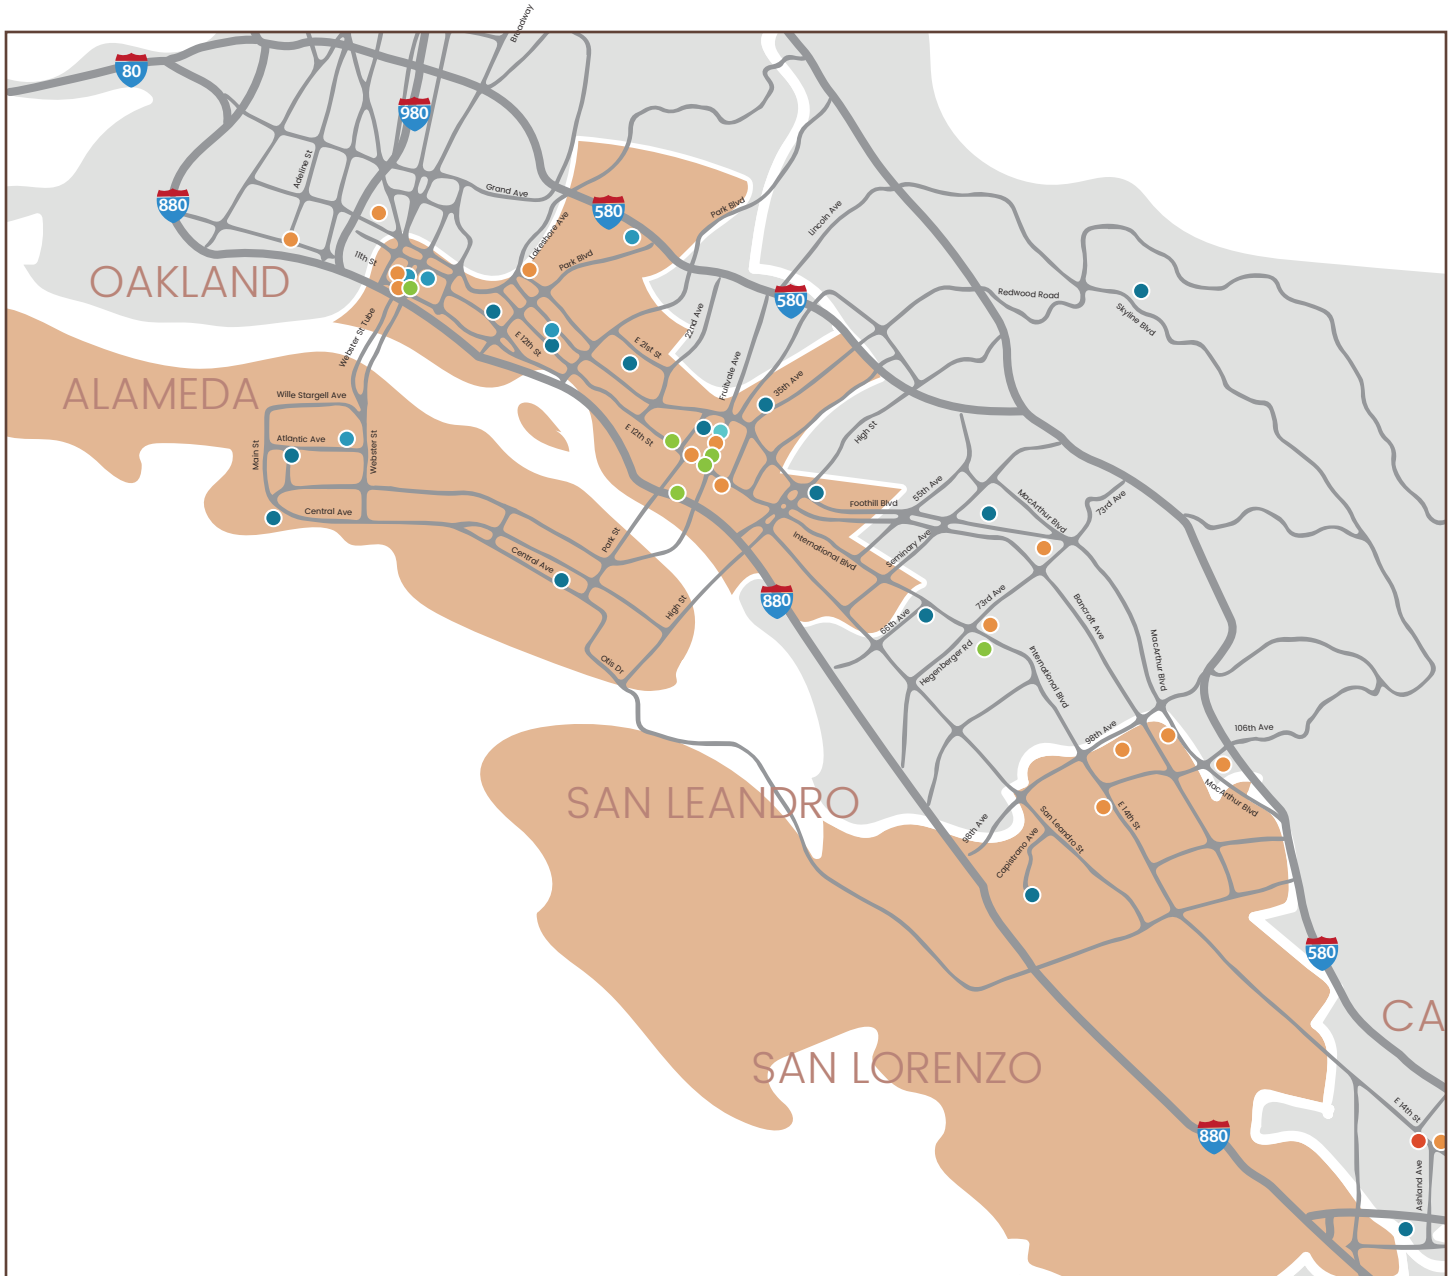 Broadway
80
980
Adeline St
Grand Ave
880
580
Park Blvd
Lincoln Ave
Lakeshore Ave
11th St
Park Blvd
OAKLAND
580
Redwood Road
Skyline Blvd
Webster St Tube
E 12th St
22nd Ave
E 21st St
Fruitvale Ave
35th Ave
ALAMEDA
Wille Stargell Ave
Atlantic Ave
Main St
Webster St
E 12th St
High St
Central Ave
Foothill Blvd
55th Ave
MacArthur Blvd
73rd Ave
Park St
Central Ave
International Blvd
Seminary Ave
880
High St
66th Ave
73rd Ave
Bancroft Ave
Otis Dr
Hegenberger Rd
International Blvd
MacArthur Blvd
98th Ave
106th Ave
SAN LEANDRO
MacArthur Blvd
98th Ave
Capistrano Ave
San Leandro St
E 14th St
580
CA
SAN LORENZO
E 14th St
880
Ashland Ave